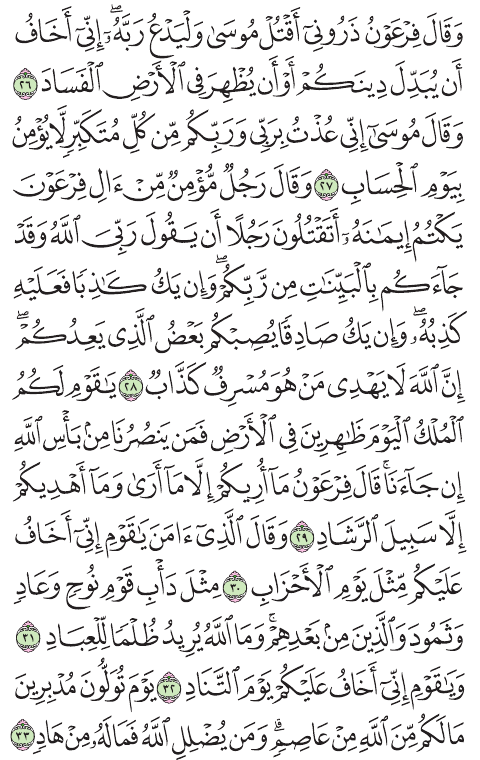 وَقَالَ فِرۡعَوۡنُ ذَرُونِيٓ أَقۡتُلۡ مُوسَىٰ وَلۡيَدۡعُ رَبَّهُۥٓۖ إِنِّيٓ أَخَافُ
أَن يُبَدِّلَ دِينَكُمۡ أَوۡ أَن يُظۡهِرَ فِي ٱلۡأَرۡضِ ٱلۡفَسَادَ ٢٦
وَقَالَ مُوسَىٰٓ إِنِّي عُذۡتُ بِرَبِّي وَرَبِّكُم مِّن كُلِّ مُتَكَبِّرٖ لَّا يُؤۡمِنُ
بِيَوۡمِ ٱلۡحِسَابِ ٢٧ وَقَالَ رَجُلٞ مُّؤۡمِنٞ مِّنۡ ءَالِ فِرۡعَوۡنَ
يَكۡتُمُ إِيمَٰنَهُۥٓ أَتَقۡتُلُونَ رَجُلًا أَن يَقُولَ رَبِّيَ ٱللَّهُ وَقَدۡ
جَآءَكُم بِٱلۡبَيِّنَٰتِ مِن رَّبِّكُمۡۖ وَإِن يَكُ كَٰذِبٗا فَعَلَيۡهِ
كَذِبُهُۥۖ وَإِن يَكُ صَادِقٗا يُصِبۡكُم بَعۡضُ ٱلَّذِي يَعِدُكُمۡۖ
إِنَّ ٱللَّهَ لَا يَهۡدِي مَنۡ هُوَ مُسۡرِفٞ كَذَّابٞ ٢٨ يَٰقَوۡمِ لَكُمُ
ٱلۡمُلۡكُ ٱلۡيَوۡمَ ظَٰهِرِينَ فِي ٱلۡأَرۡضِ فَمَن يَنصُرُنَا مِنۢ بَأۡسِ ٱللَّهِ
إِن جَآءَنَاۚ قَالَ فِرۡعَوۡنُ مَآ أُرِيكُمۡ إِلَّا مَآ أَرَىٰ وَمَآ أَهۡدِيكُمۡ
إِلَّا سَبِيلَ ٱلرَّشَادِ ٢٩ وَقَالَ ٱلَّذِيٓ ءَامَنَ يَٰقَوۡمِ إِنِّيٓ أَخَافُ
عَلَيۡكُم مِّثۡلَ يَوۡمِ ٱلۡأَحۡزَابِ ٣٠ مِثۡلَ دَأۡبِ قَوۡمِ نُوحٖ وَعَادٖ
وَثَمُودَ وَٱلَّذِينَ مِنۢ بَعۡدِهِمۡۚ وَمَا ٱللَّهُ يُرِيدُ ظُلۡمٗا لِّلۡعِبَادِ ٣١
وَيَٰقَوۡمِ إِنِّيٓ أَخَافُ عَلَيۡكُمۡ يَوۡمَ ٱلتَّنَادِ ٣٢ يَوۡمَ تُوَلُّونَ مُدۡبِرِينَ
مَا لَكُم مِّنَ ٱللَّهِ مِنۡ عَاصِمٖۗ وَمَن يُضۡلِلِ ٱللَّهُ فَمَا لَهُۥ مِنۡ هَادٖ ٣٣